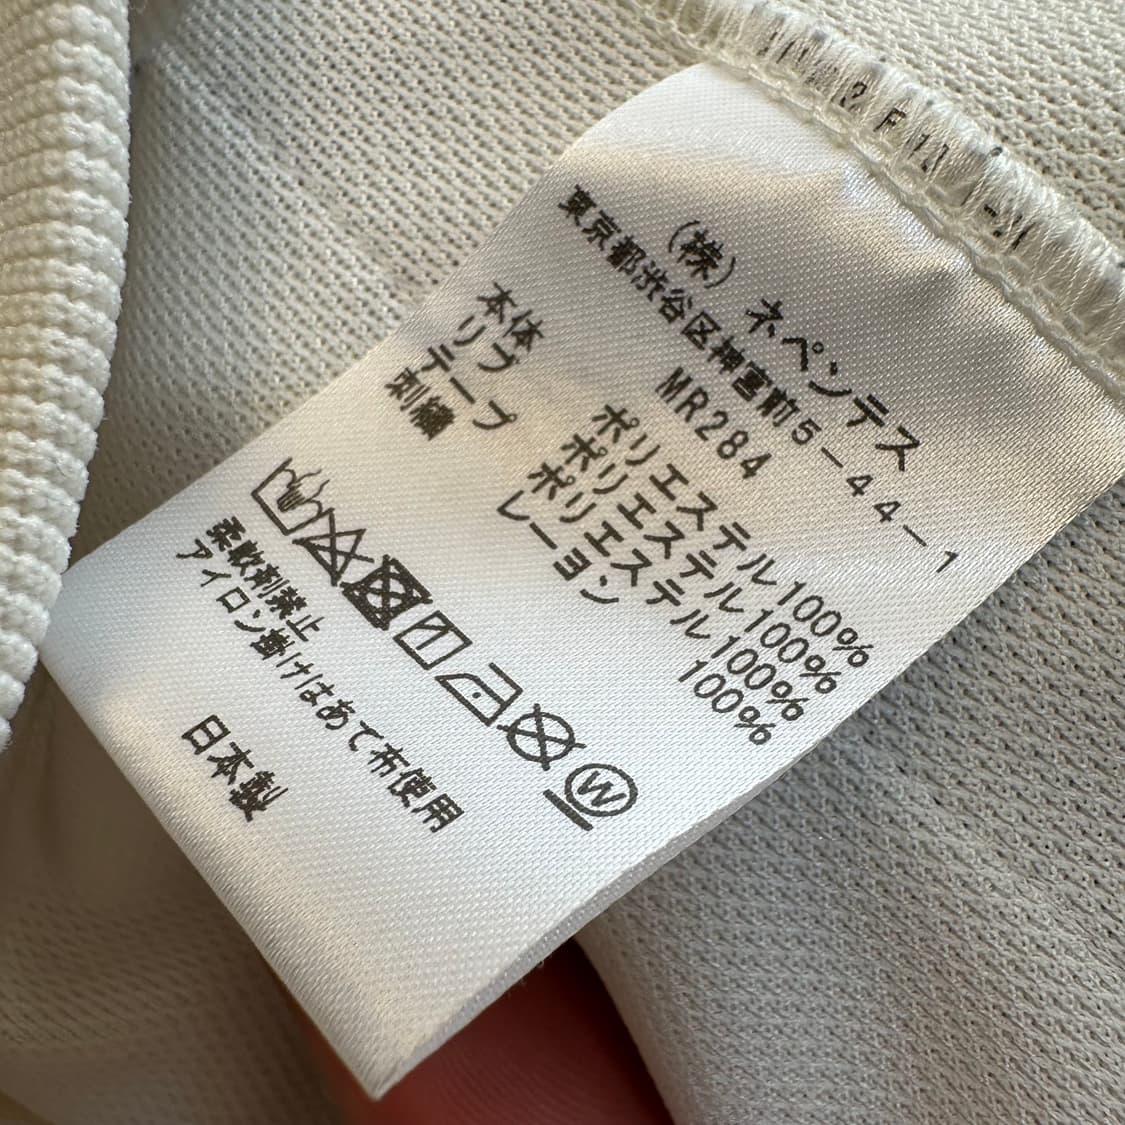 (株)ネペンテス
東京都渋谷区神宮前5-44-1
MR284
本体 ポリエステル100%
リブ ポリエステル100%
テープ ポリエステル100%
刺繍 レーヨン 100%
W
柔軟剤禁止
アイロン掛けはあて布使用
日本製